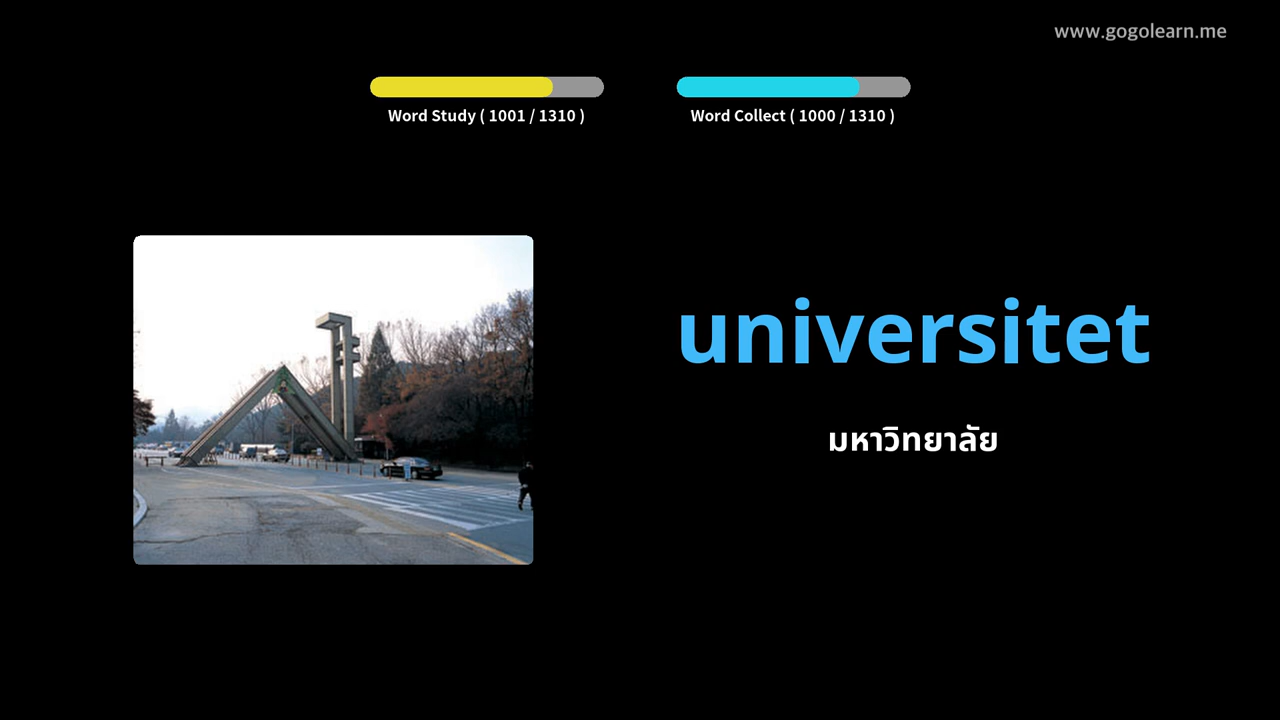 www.gogolearn.me
Word Study ( 1001 / 1310 )
Word Collect ( 1000 / 1310 )
universitet
มหาวิทยาลัย